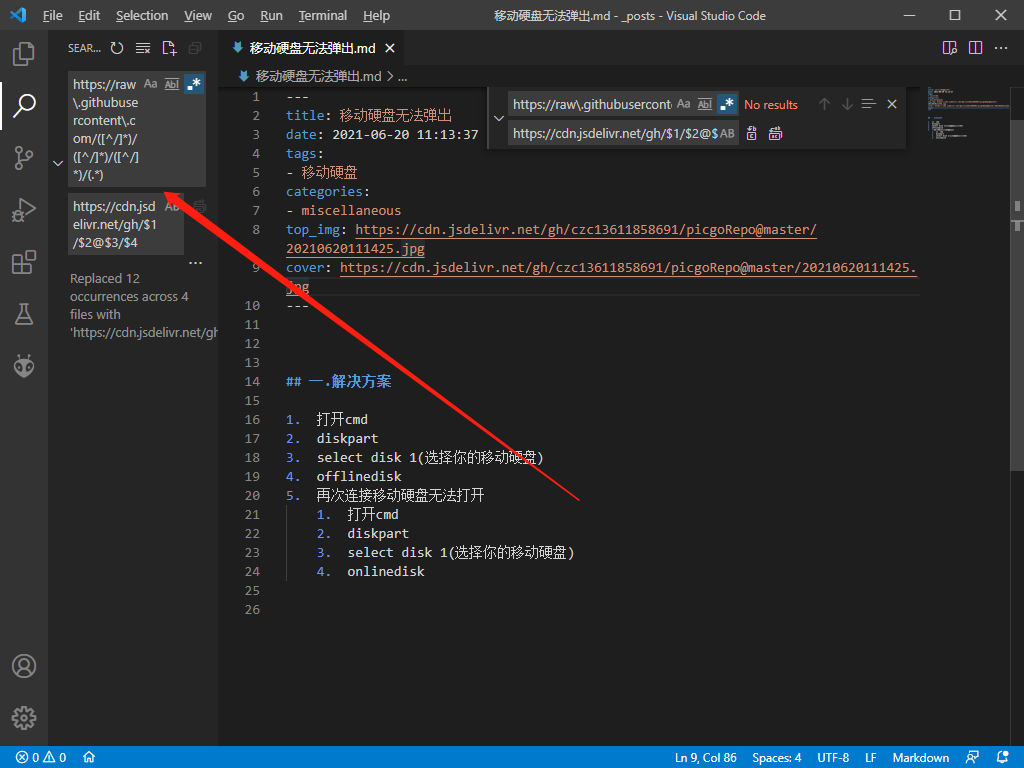 File Edit Selection View Go Run Terminal Help 移动硬盘无法弹出.md - _posts - Visual Studio Code
SEAR...
https://raw
\.githubuse
rcontent\.c
om/([^/]*)/
([^/]*)/([^/]
*)/(.*)
Aa Abl .*
https://cdn.jsd
elivr.net/gh/$1
/$2@$3/$4
AB
...
Replaced 12
occurrences across 4
files with
'https://cdn.jsdelivr.net/gh
移动硬盘无法弹出.md
移动硬盘无法弹出.md > ...
https://raw\.githubuserconte Aa Abl .* No results
https://cdn.jsdelivr.net/gh/$1/$2@$ AB
1 ---
2 title: 移动硬盘无法弹出
3 date: 2021-06-20 11:13:37
4 tags:
5 - 移动硬盘
6 categories:
7 - miscellaneous
8 top_img: https://cdn.jsdelivr.net/gh/czc13611858691/picgoRepo@master/
20210620111425.jpg
9 cover: https://cdn.jsdelivr.net/gh/czc13611858691/picgoRepo@master/20210620111425.
jpg
10 ---
11
12
13
14 ## 一.解决方案
15
16 1. 打开cmd
17 2. diskpart
18 3. select disk 1(选择你的移动硬盘)
19 4. offlinedisk
20 5. 再次连接移动硬盘无法打开
21 1. 打开cmd
22 2. diskpart
23 3. select disk 1(选择你的移动硬盘)
24 4. onlinedisk
25
26
0 0 Ln 9, Col 86 Spaces: 4 UTF-8 LF Markdown